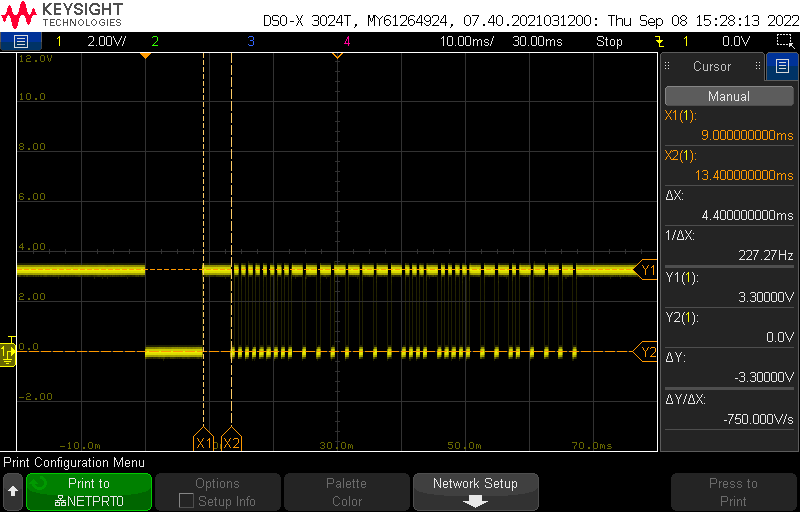 KEYSIGHT
TECHNOLOGIES
DSO-X 3024T, MY61264924, 07.40.2021031200: Thu Sep 08 15:28:13 2022
1 2.00V/ 2 3 4 10.00ms/ 30.00ms Stop 1 0.0V
12.0V
10.0
8.00
6.00
4.00
2.00
0.0
-2.00
Y1
T
1
Y2
X1 X2
-10.0m 30.0m 50.0m 70.0ms
Cursor
Manual
X1(1):
9.000000000ms
X2(1):
13.400000000ms
ΔX:
4.400000000ms
1/ΔX:
227.27Hz
Y1(1):
3.30000V
Y2(1):
0.0V
ΔY:
-3.30000V
ΔY/ΔX:
-750.000V/s
Print Configuration Menu
Print to
NETPRT0
Options
Setup Info
Palette
Color
Network Setup
Press to
Print